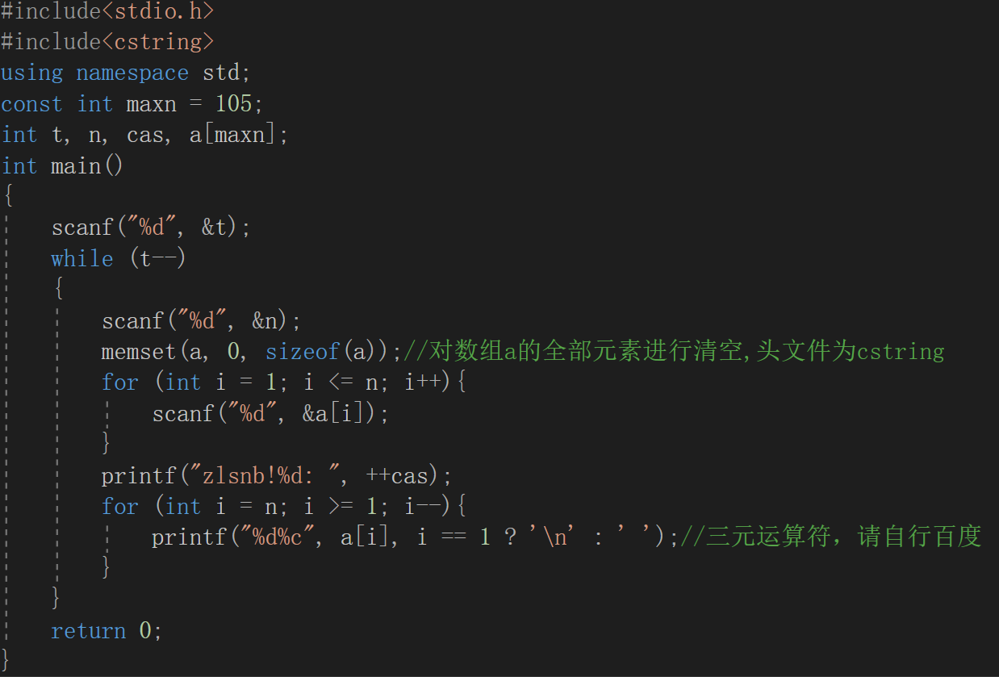 #include<stdio.h>
#include<cstring>
using namespace std;
const int maxn = 105;
int t, n, cas, a[maxn];
int main()
{
    scanf("%d", &t);
    while (t--)
    {
        scanf("%d", &n);
        memset(a, 0, sizeof(a));//对数组a的全部元素进行清空,头文件为cstring
        for (int i = 1; i <= n; i++){
            scanf("%d", &a[i]);
        }
        printf("zlsnb!%d: ", ++cas);
        for (int i = n; i >= 1; i--){
            printf("%d%c", a[i], i == 1 ? '\n' : ' ');//三元运算符，请自行百度
        }
    }
    return 0;
}